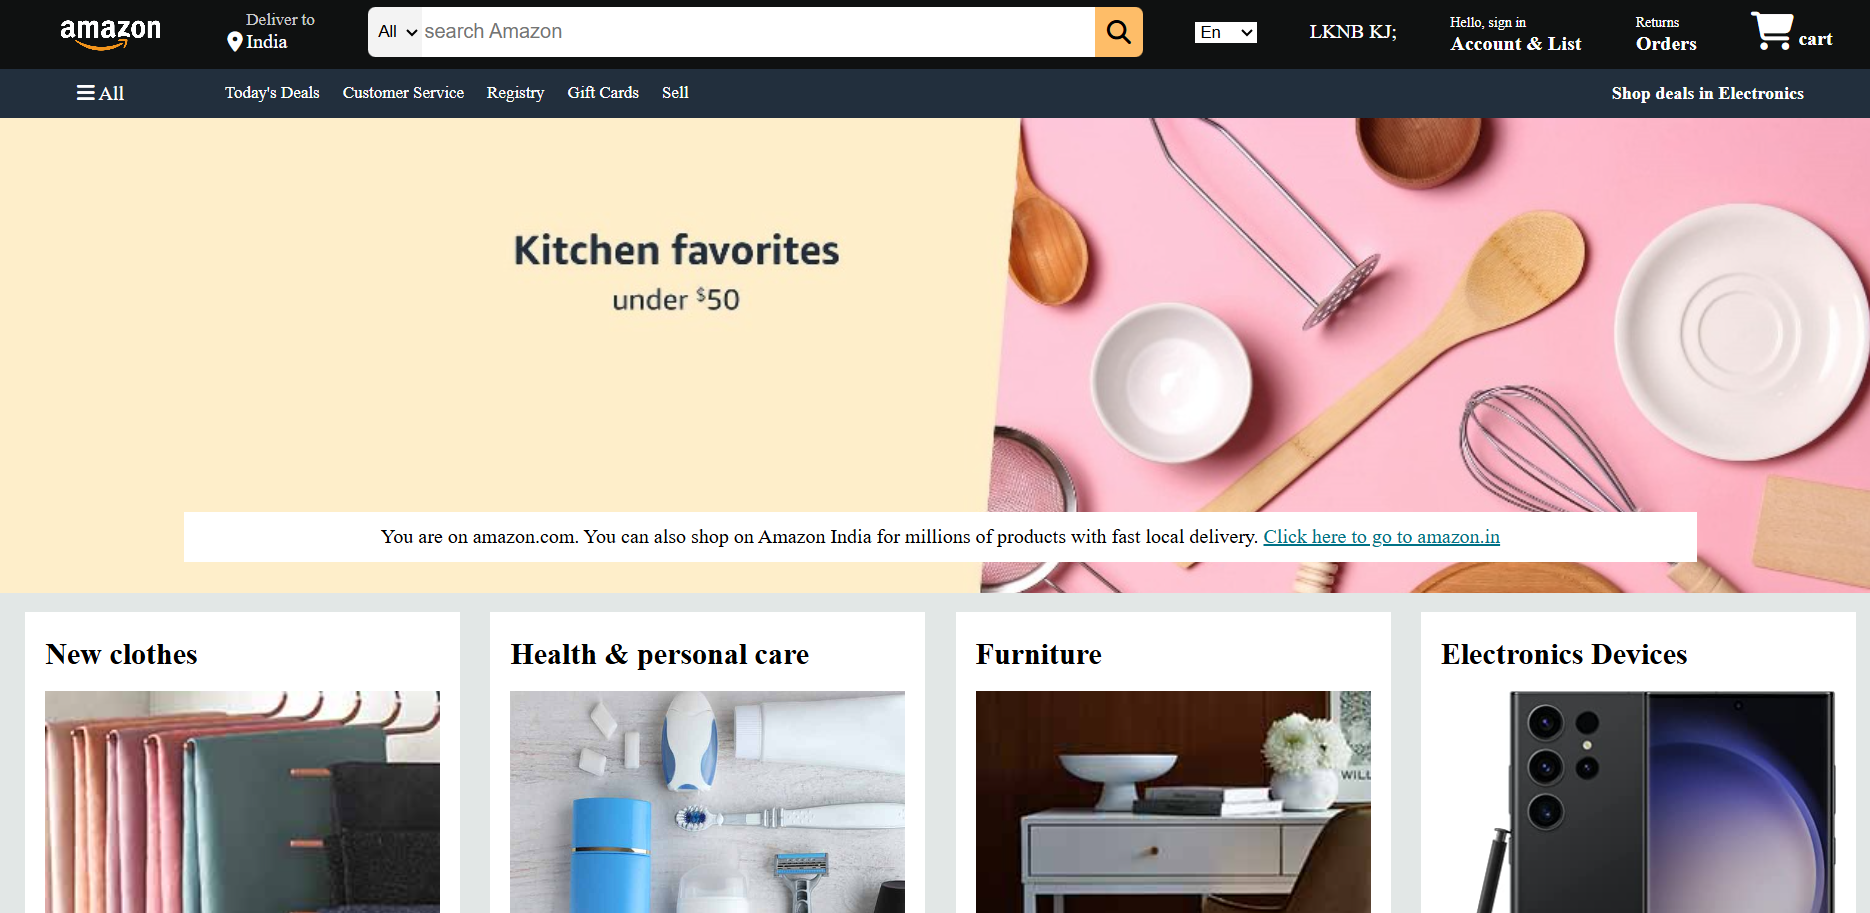 amazon
Deliver to
India
All
search Amazon
En
LKNB KJ;
Hello, sign in
Account & List
Returns
Orders
cart
All
Today's Deals
Customer Service
Registry
Gift Cards
Sell
Shop deals in Electronics
Kitchen favorites
under $50
You are on amazon.com. You can also shop on Amazon India for millions of products with fast local delivery. Click here to go to amazon.in
New clothes
Health & personal care
Furniture
Electronics Devices
WILL